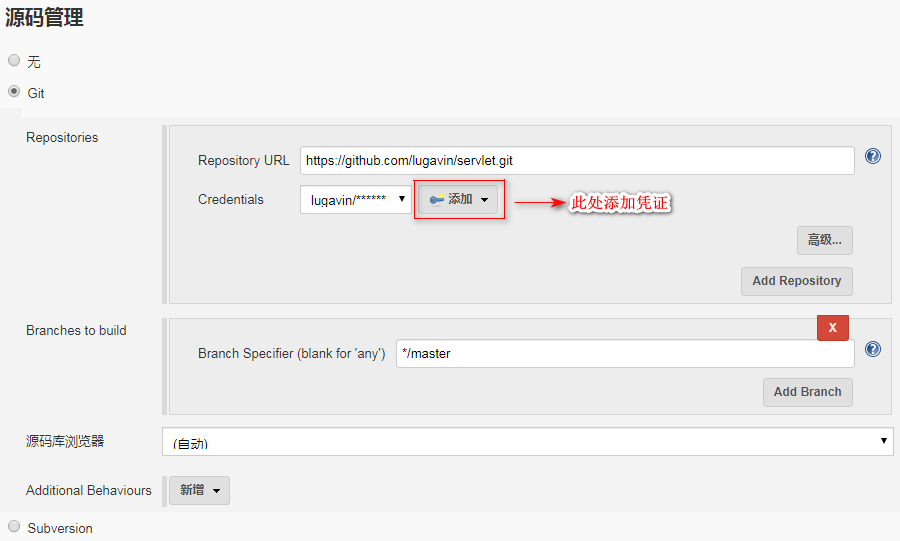 源码管理
无
Git
Repositories
Repository URL https://github.com/lugavin/servlet.git
Credentials lugavin/****** 添加 此处添加凭证
高级...
Add Repository
Branches to build
X
Branch Specifier (blank for 'any') */master
Add Branch
源码库浏览器 (自动)
Additional Behaviours 新增
Subversion